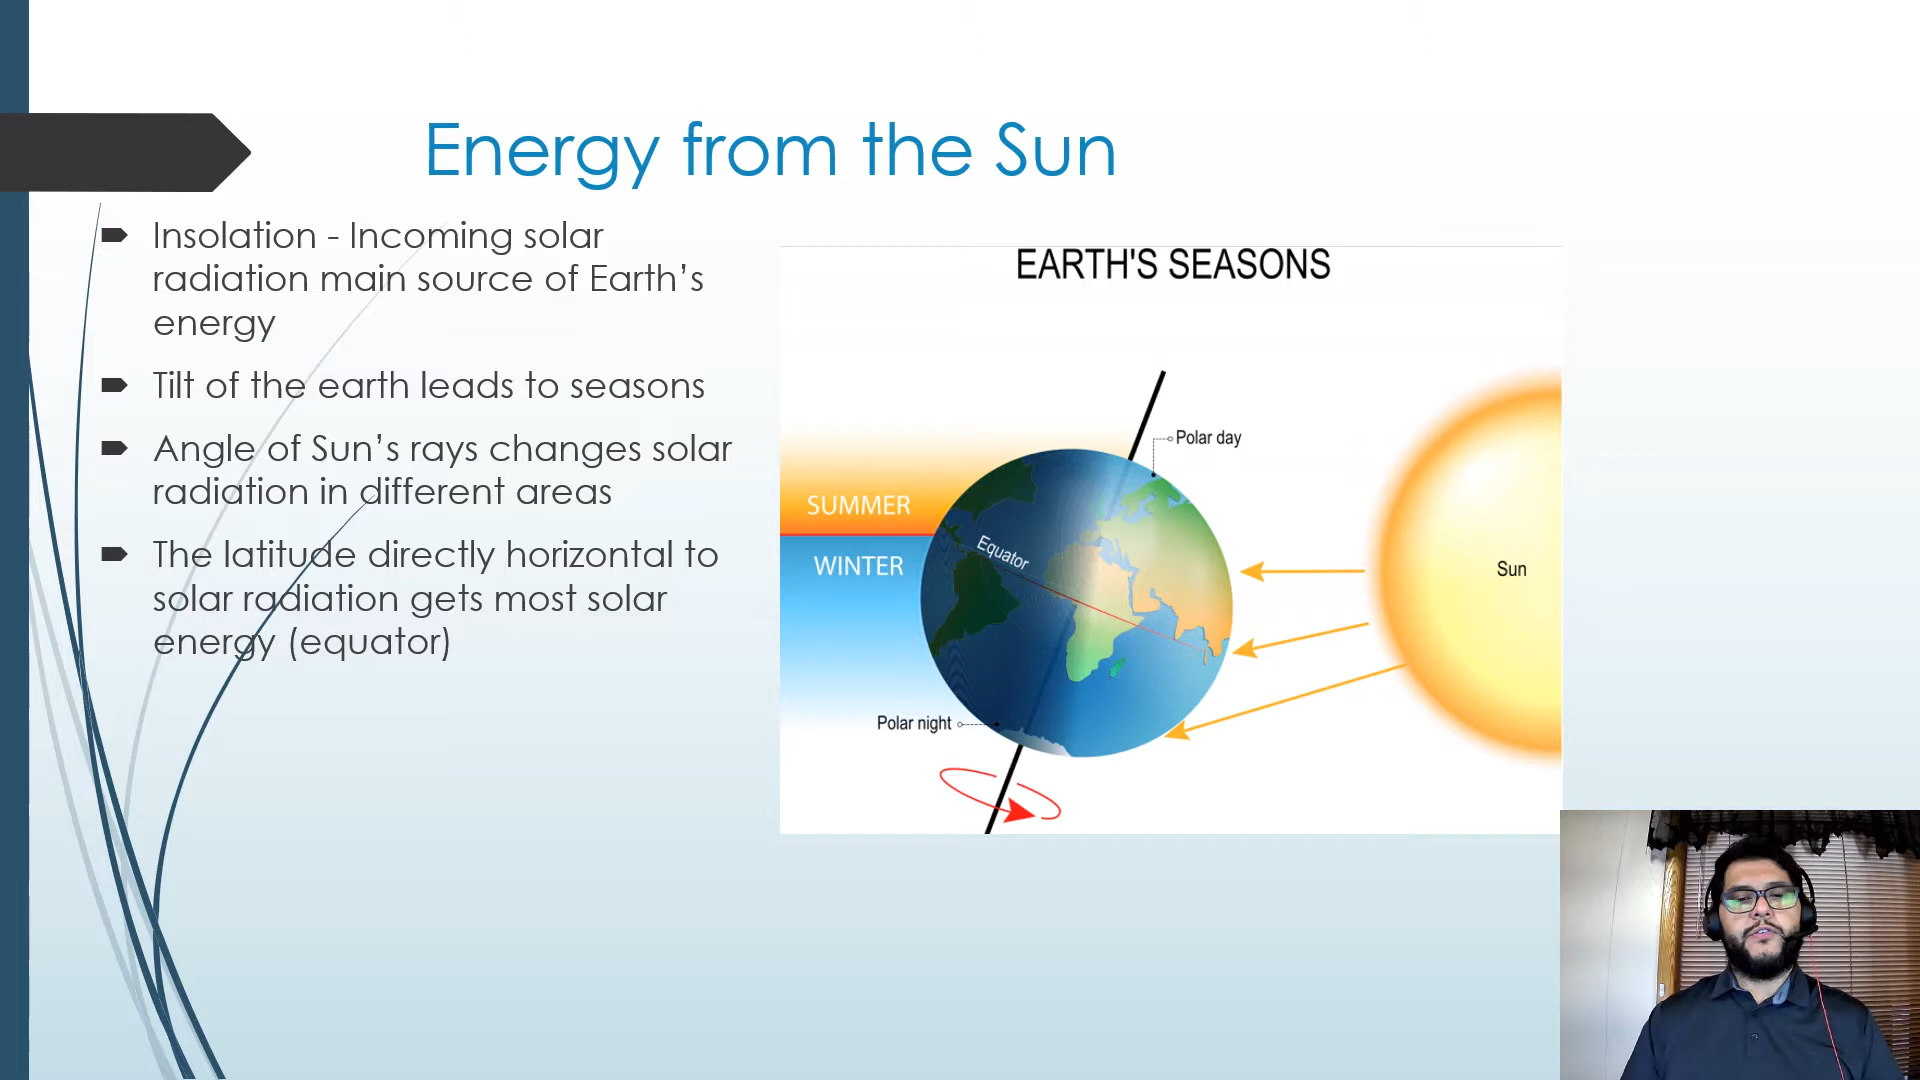 Energy from the Sun
Insolation - Incoming solar
radiation main source of Earth’s
energy
Tilt of the earth leads to seasons
Angle of Sun’s rays changes solar
radiation in different areas
The latitude directly horizontal to
solar radiation gets most solar
energy (equator)
EARTH'S SEASONS
Polar day
SUMMER
WINTER
Equator
Sun
Polar night